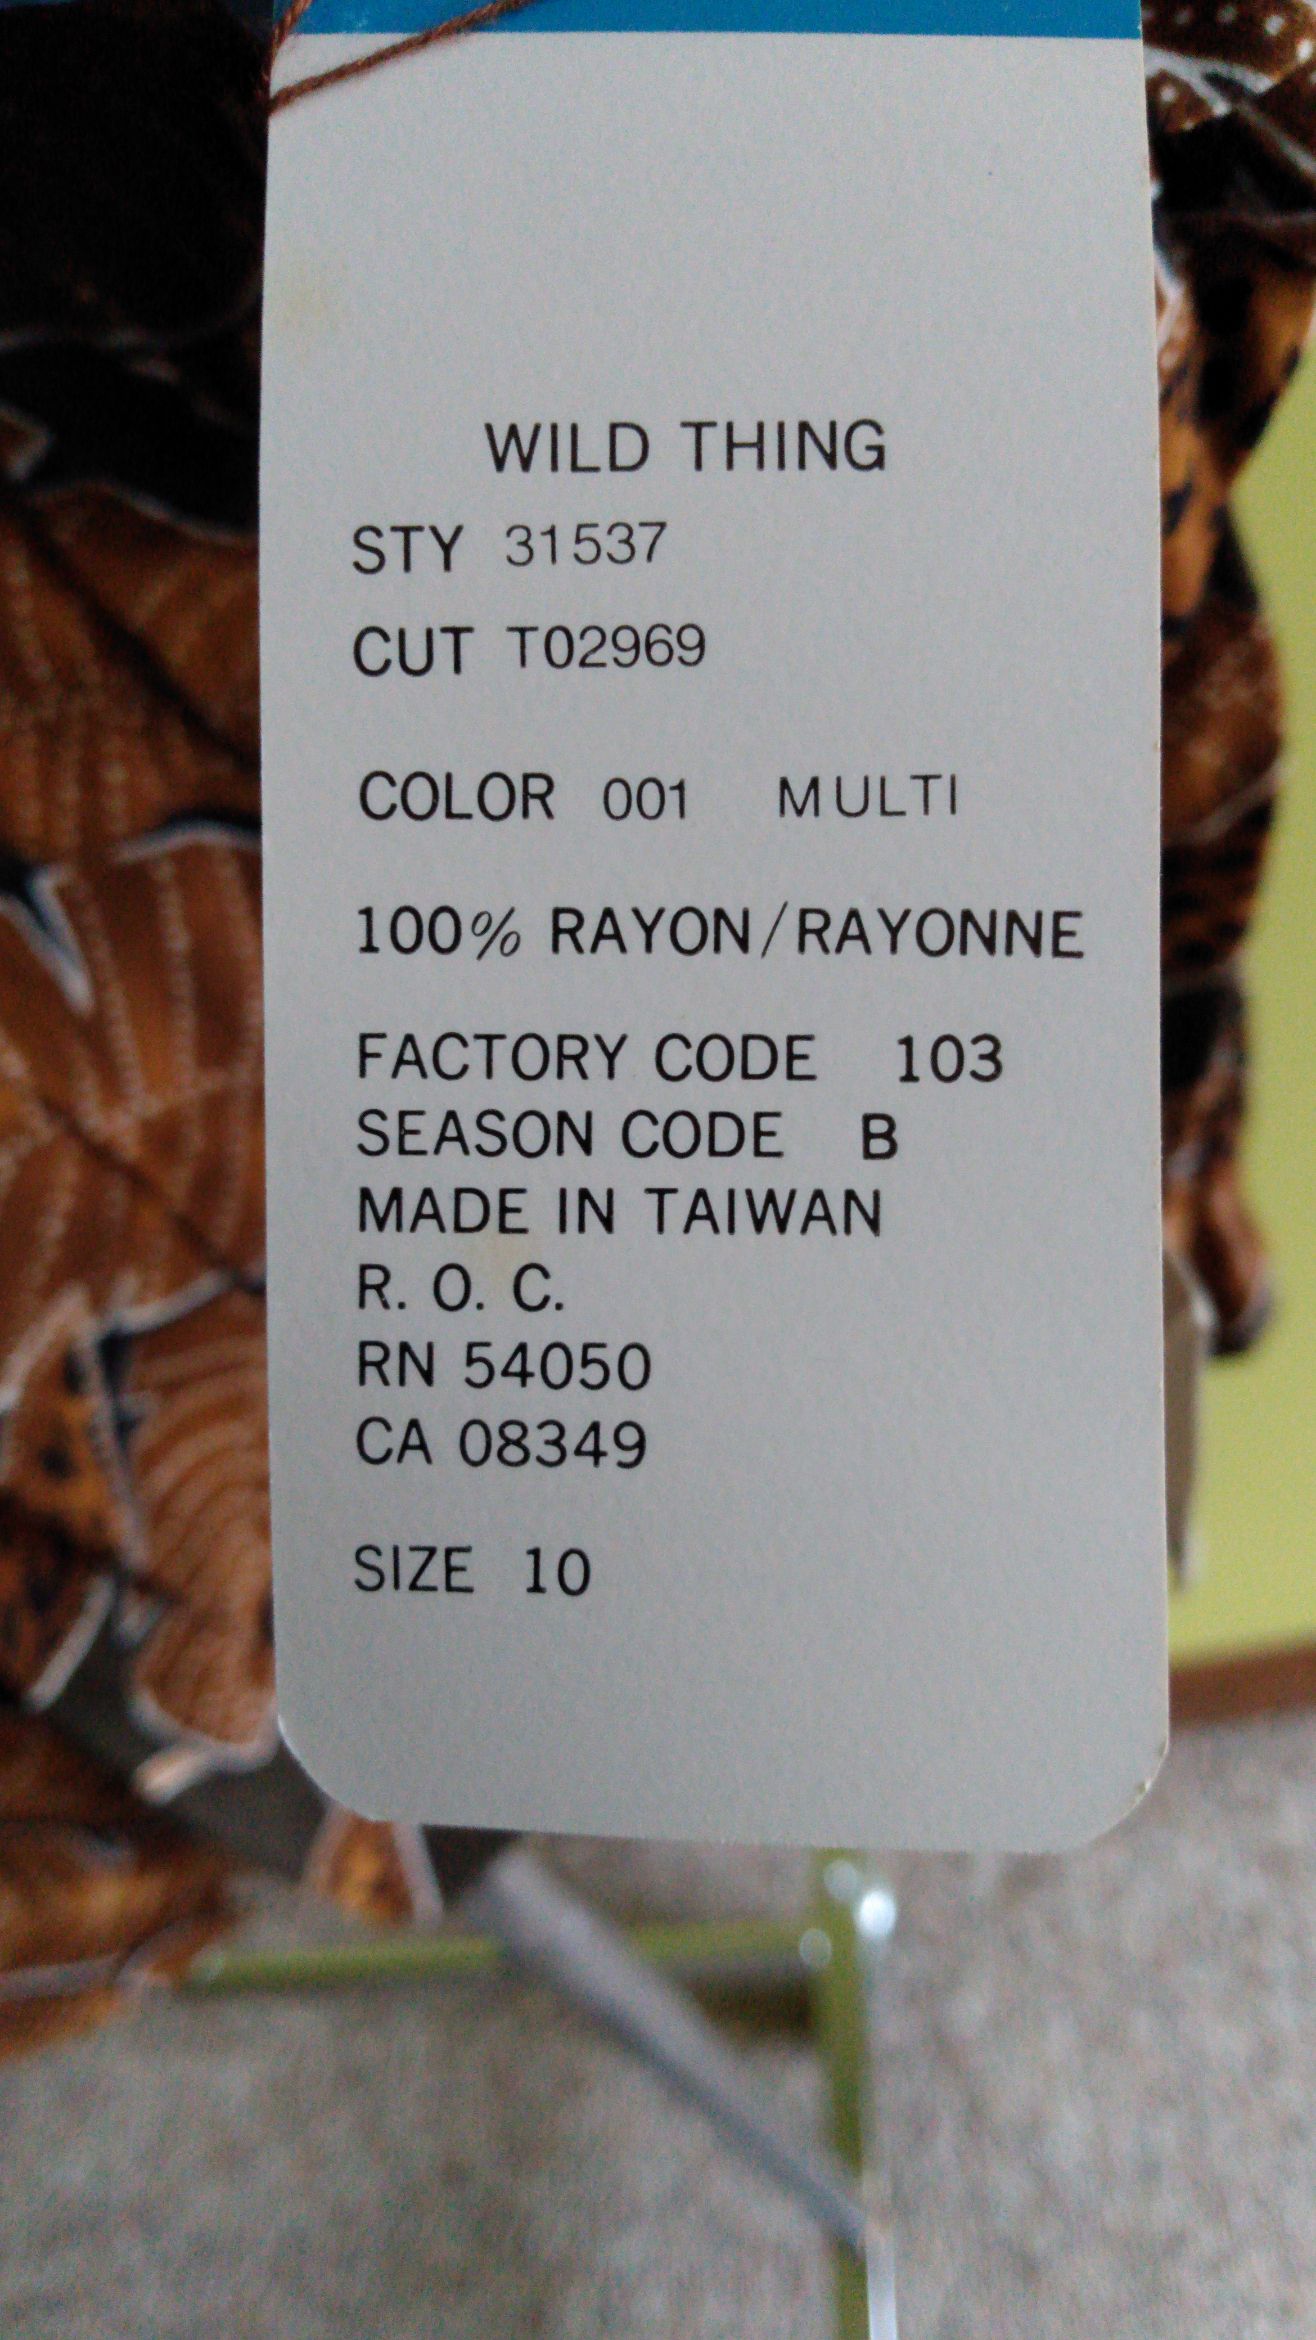 WILD THING
STY 31537
CUT T02969
COLOR 001 MULTI
100% RAYON/RAYONNE
FACTORY CODE 103
SEASON CODE B
MADE IN TAIWAN
R. O. C.
RN 54050
CA 08349
SIZE 10